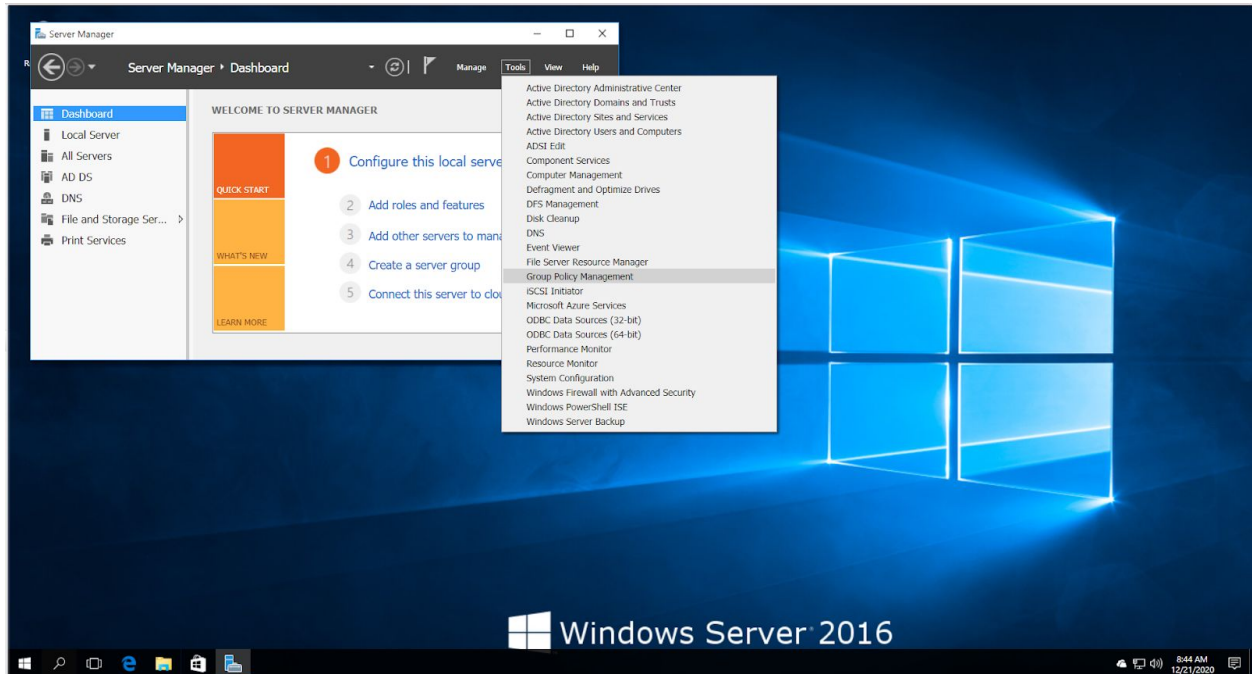 Server Manager
Server Manager ‣ Dashboard
Manage Tools View Help
Dashboard
Local Server
All Servers
AD DS
DNS
File and Storage Ser...
Print Services
WELCOME TO SERVER MANAGER
QUICK START
WHAT'S NEW
LEARN MORE
1 Configure this local serve
2 Add roles and features
3 Add other servers to mana
4 Create a server group
5 Connect this server to clou
Active Directory Administrative Center
Active Directory Domains and Trusts
Active Directory Sites and Services
Active Directory Users and Computers
ADSI Edit
Component Services
Computer Management
Defragment and Optimize Drives
DFS Management
Disk Cleanup
DNS
Event Viewer
File Server Resource Manager
Group Policy Management
iSCSI Initiator
Microsoft Azure Services
ODBC Data Sources (32-bit)
ODBC Data Sources (64-bit)
Performance Monitor
Resource Monitor
System Configuration
Windows Firewall with Advanced Security
Windows PowerShell ISE
Windows Server Backup
Windows Server 2016
8:44 AM
12/21/2020